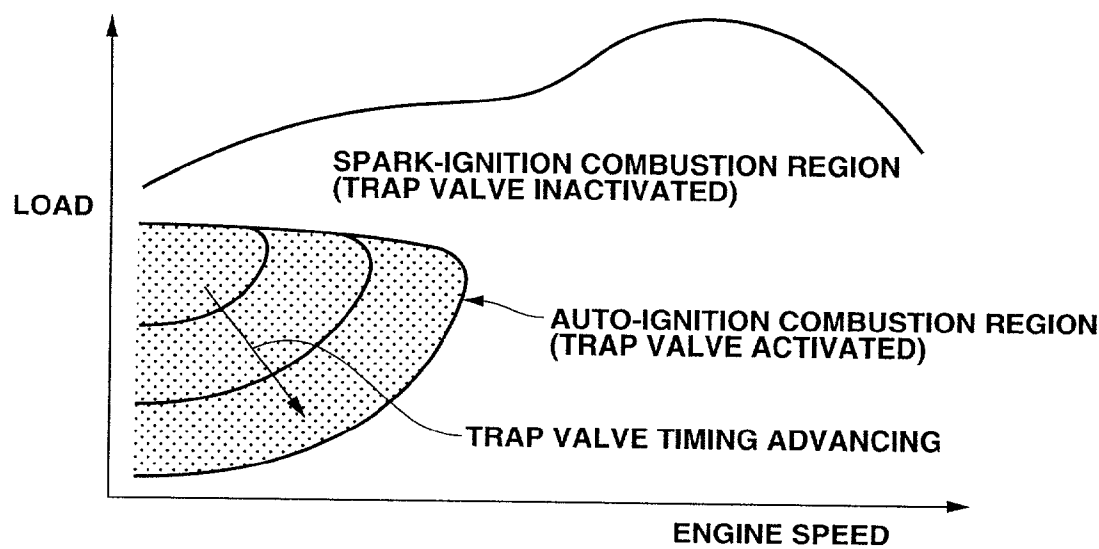 SPARK-IGNITION COMBUSTION REGION
(TRAP VALVE INACTIVATED)
LOAD
AUTO-IGNITION COMBUSTION REGION
(TRAP VALVE ACTIVATED)
TRAP VALVE TIMING ADVANCING
ENGINE SPEED